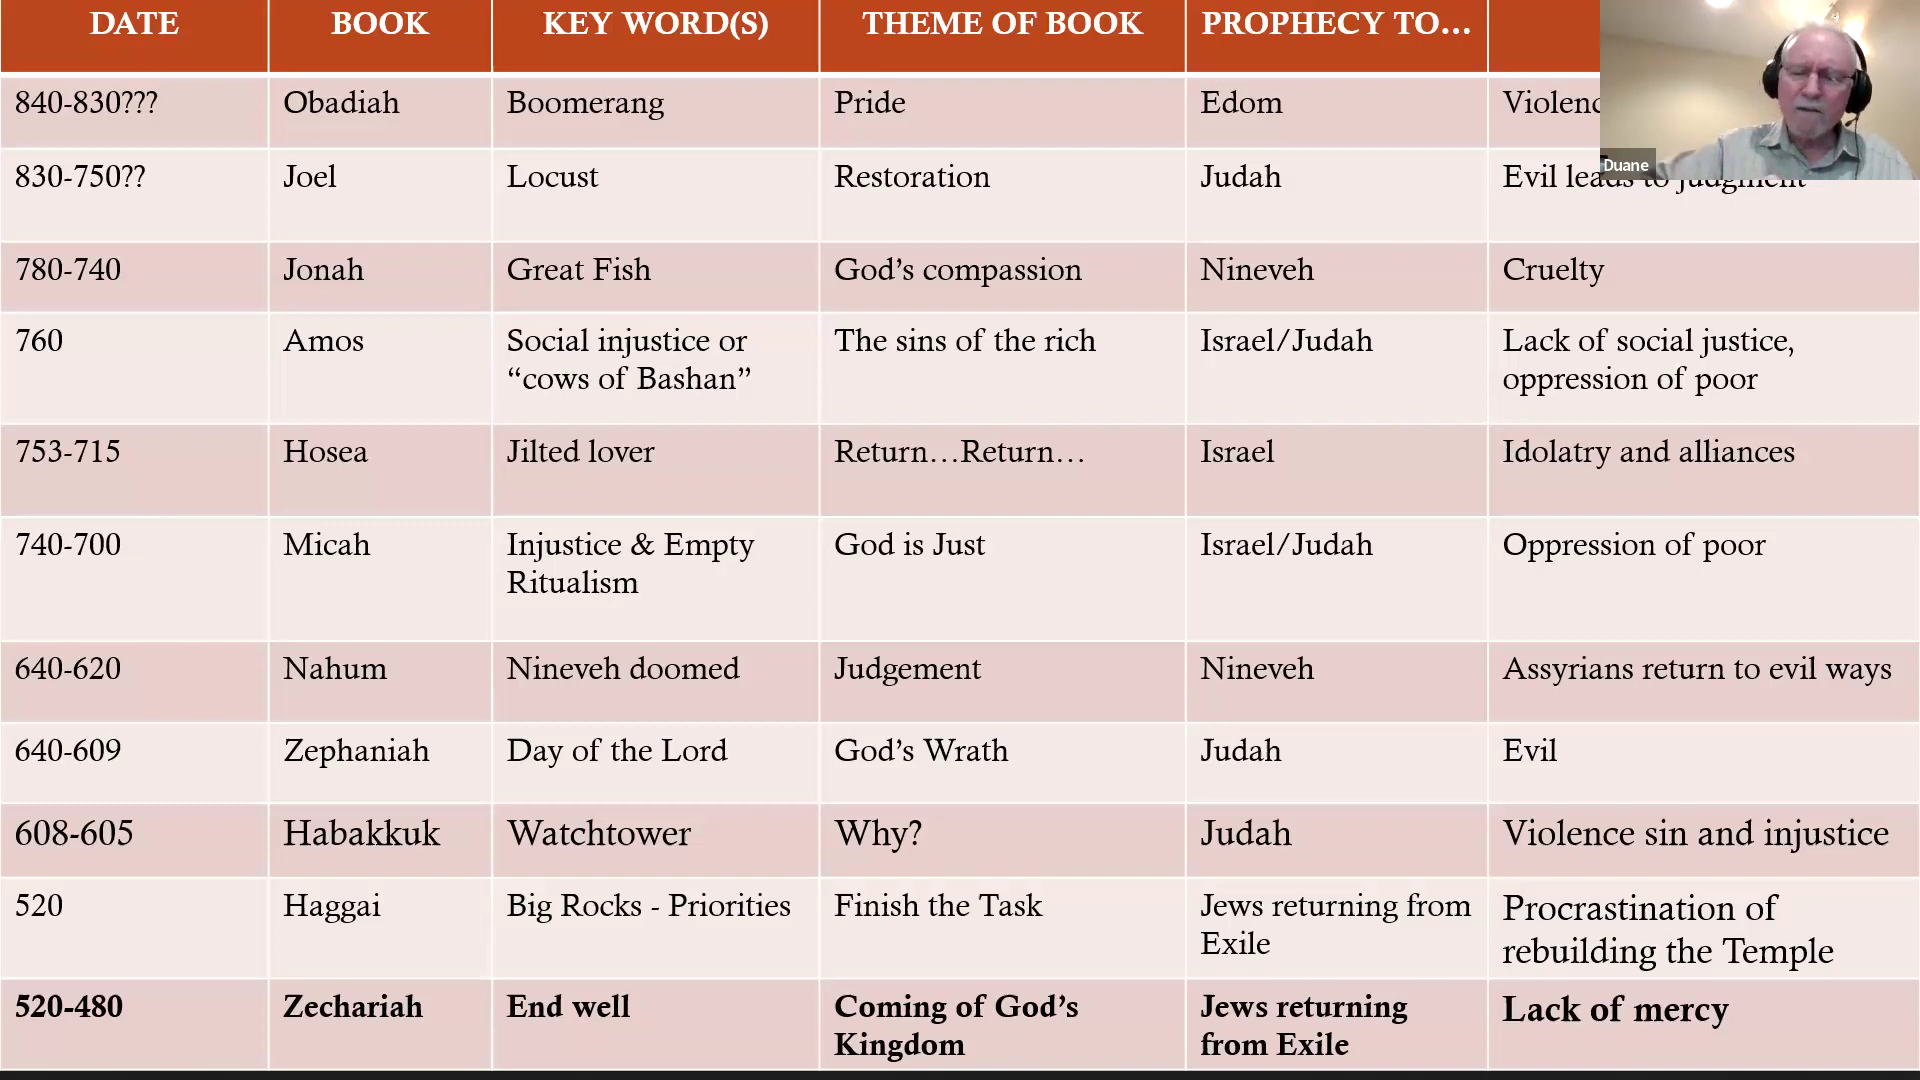 DATE BOOK KEY WORD(S) THEME OF BOOK PROPHECY TO...
840-830??? Obadiah Boomerang Pride Edom
Duane
830-750?? Joel Locust Restoration Judah Evil leads to judgment
780-740 Jonah Great Fish God’s compassion Nineveh Cruelty
760 Amos Social injustice or The sins of the rich Israel/Judah Lack of social justice,
“cows of Bashan” oppression of poor
753-715 Hosea Jilted lover Return…Return… Israel Idolatry and alliances
740-700 Micah Injustice & Empty God is Just Israel/Judah Oppression of poor
Ritualism
640-620 Nahum Nineveh doomed Judgement Nineveh Assyrians return to evil ways
640-609 Zephaniah Day of the Lord God’s Wrath Judah Evil
608-605 Habakkuk Watchtower Why? Judah Violence sin and injustice
520 Haggai Big Rocks - Priorities Finish the Task Jews returning from Procrastination of
Exile rebuilding the Temple
520-480 Zechariah End well Coming of God’s Jews returning Lack of mercy
Kingdom from Exile